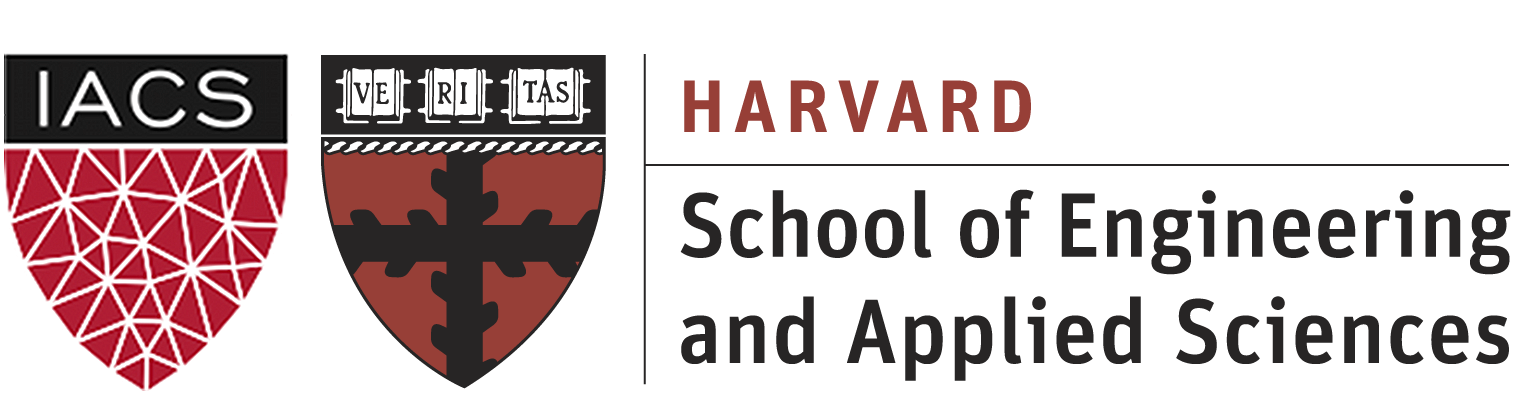 IACS
VE RI TAS
HARVARD
School of Engineering
and Applied Sciences